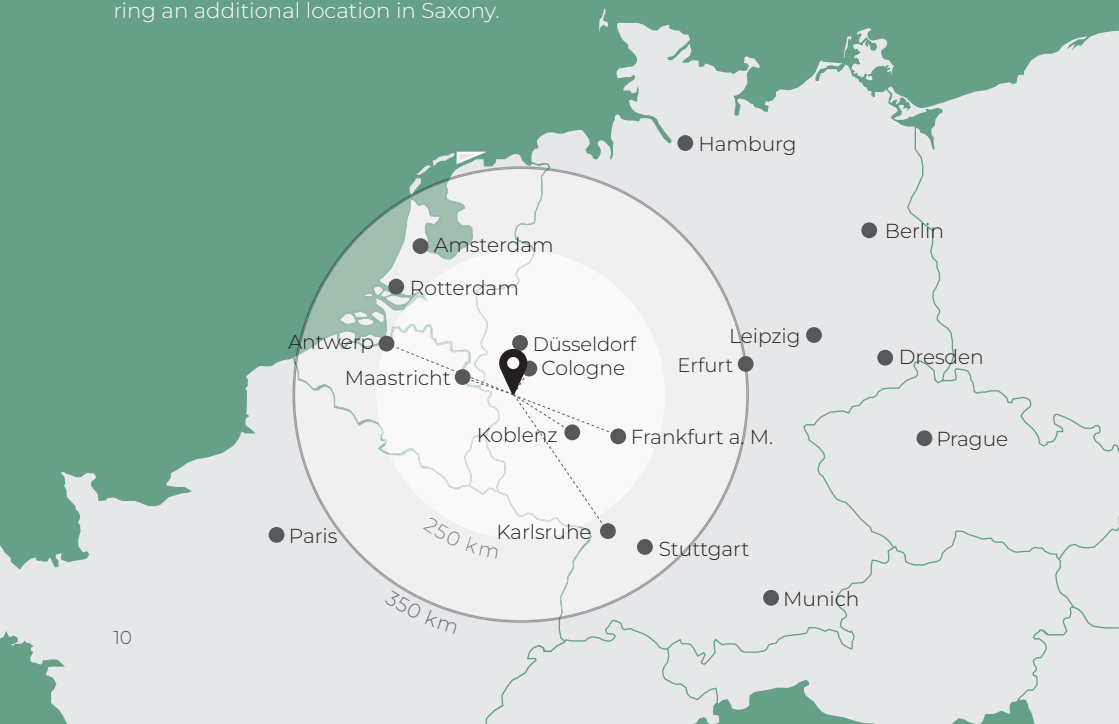 ring an additional location in Saxony.
Hamburg
Berlin
Amsterdam
Rotterdam
Antwerp
Düsseldorf
Leipzig
Dresden
Erfurt
Cologne
Maastricht
Koblenz
Frankfurt a. M.
Prague
250 km
Karlsruhe
Paris
Stuttgart
350 km
Munich
10